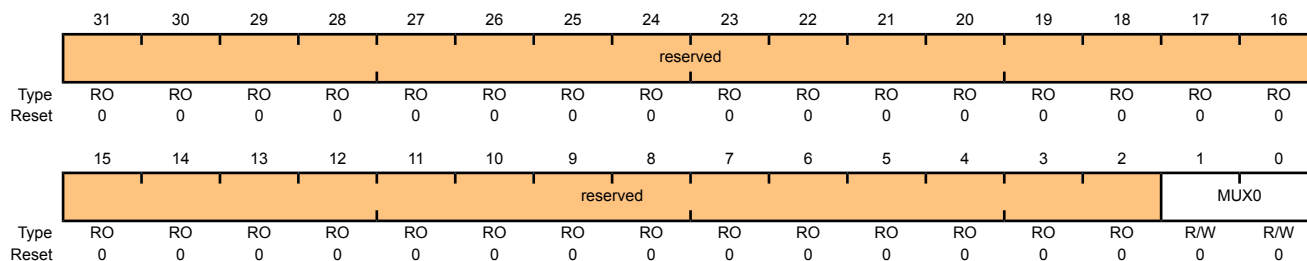 31 30 29 28 27 26 25 24 23 22 21 20 19 18 17 16
reserved
Type RO RO RO RO RO RO RO RO RO RO RO RO RO RO RO RO
Reset 0 0 0 0 0 0 0 0 0 0 0 0 0 0 0 0
15 14 13 12 11 10 9 8 7 6 5 4 3 2 1 0
reserved MUX0
Type RO RO RO RO RO RO RO RO RO RO RO RO RO RO R/W R/W
Reset 0 0 0 0 0 0 0 0 0 0 0 0 0 0 0 0